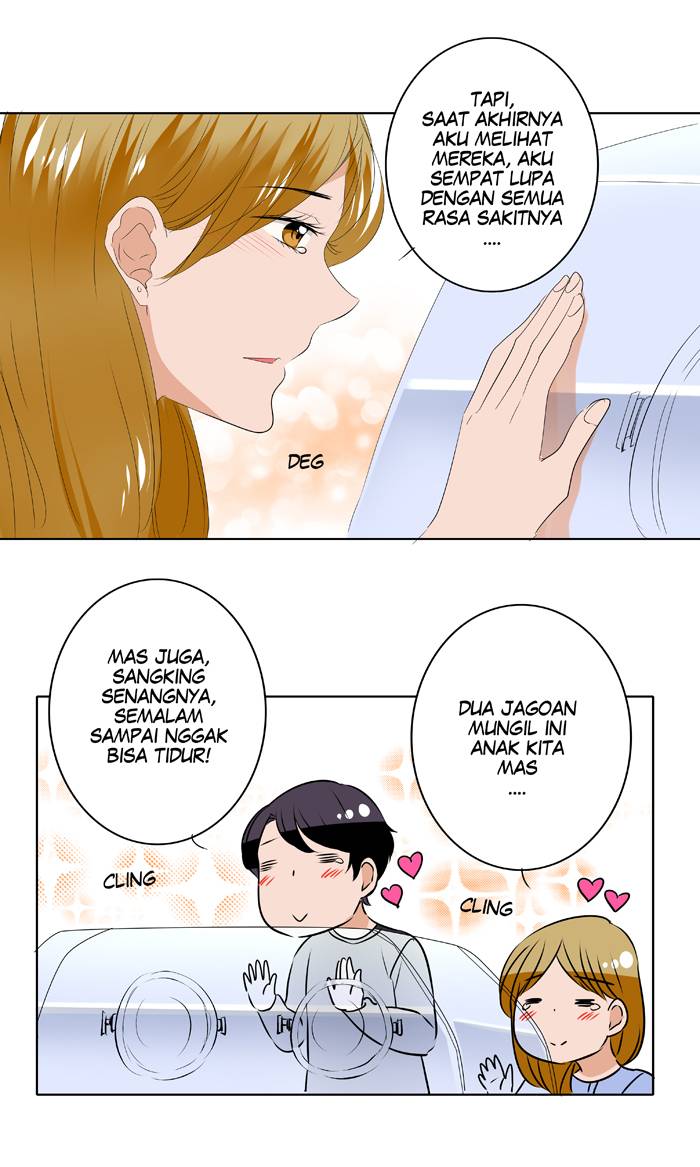 TAPI,
SAAT AKHIRNYA
AKU MELIHAT
MEREKA, AKU
SEMPAT LUPA
DENGAN SEMUA
RASA SAKITNYA
....
DEG
MAS JUGA,
SANGKING
SENANGNYA,
SEMALAM
SAMPAI NGGAK
BISA TIDUR!
DUA JAGOAN
MUNGIL INI
ANAK KITA
MAS
....
CLING
CLING